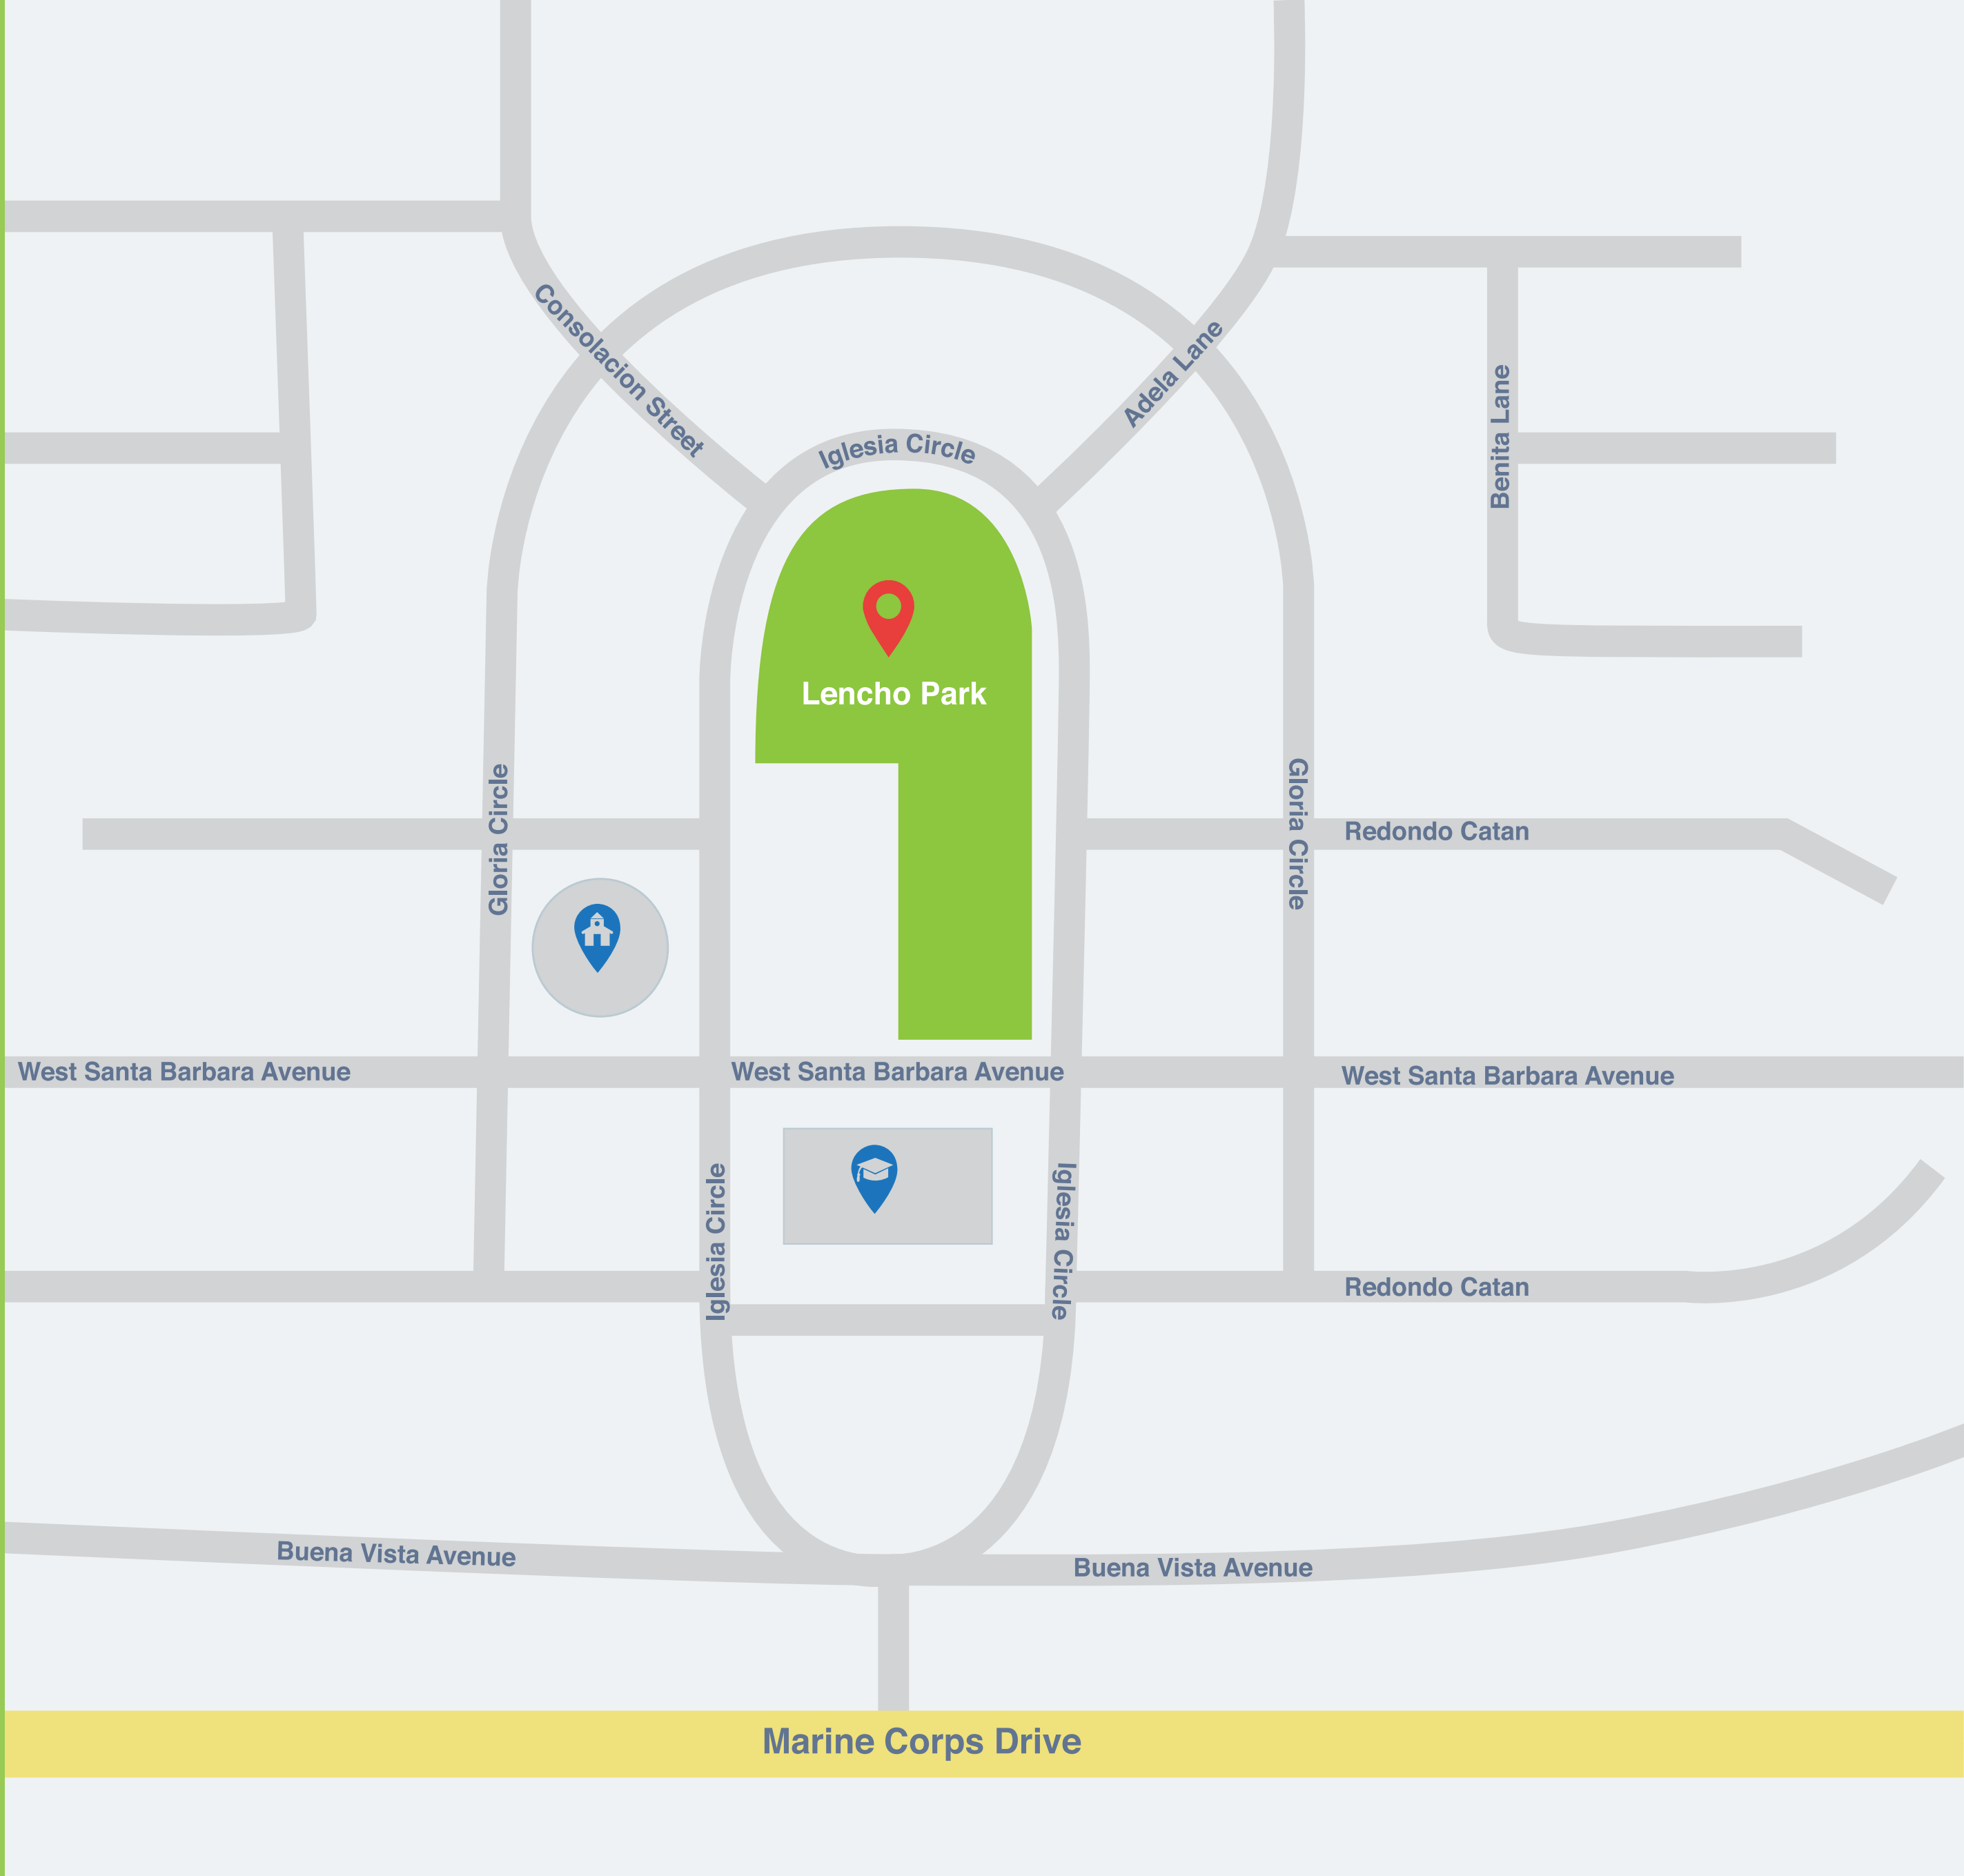 Consolacion Street
Adela Lane
Iglesia Circle
Benita Lane
Lencho Park
Gloria Circle
Gloria Circle
Redondo Catan
West Santa Barbara Avenue
West Santa Barbara Avenue
West Santa Barbara Avenue
Iglesia Circle
Iglesia Circle
Redondo Catan
Buena Vista Avenue
Buena Vista Avenue
Marine Corps Drive